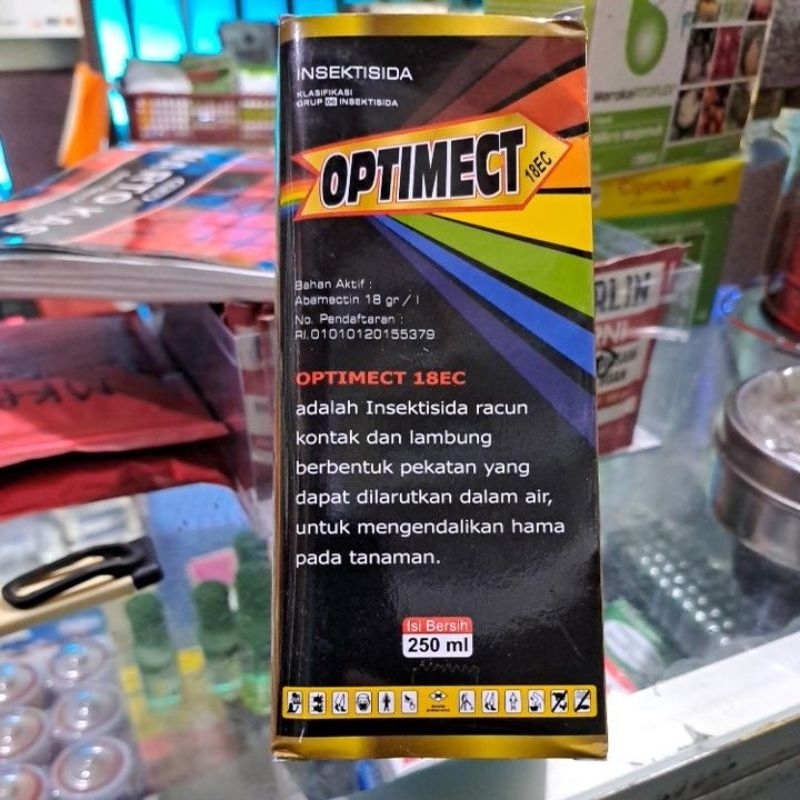 INSEKTISIDA
KLASIFIKASI
GRUP 06 INSEKTISIDA
OPTIMECT
18EC
Bahan Aktif :
Abamectin 18 gr / l
No. Pendaftaran :
RI.01010120155379
OPTIMECT 18EC
adalah Insektisida racun
kontak dan lambung
berbentuk pekatan yang
dapat dilarutkan dalam air,
untuk mengendalikan hama
pada tanaman.
Isi Bersih
250 ml